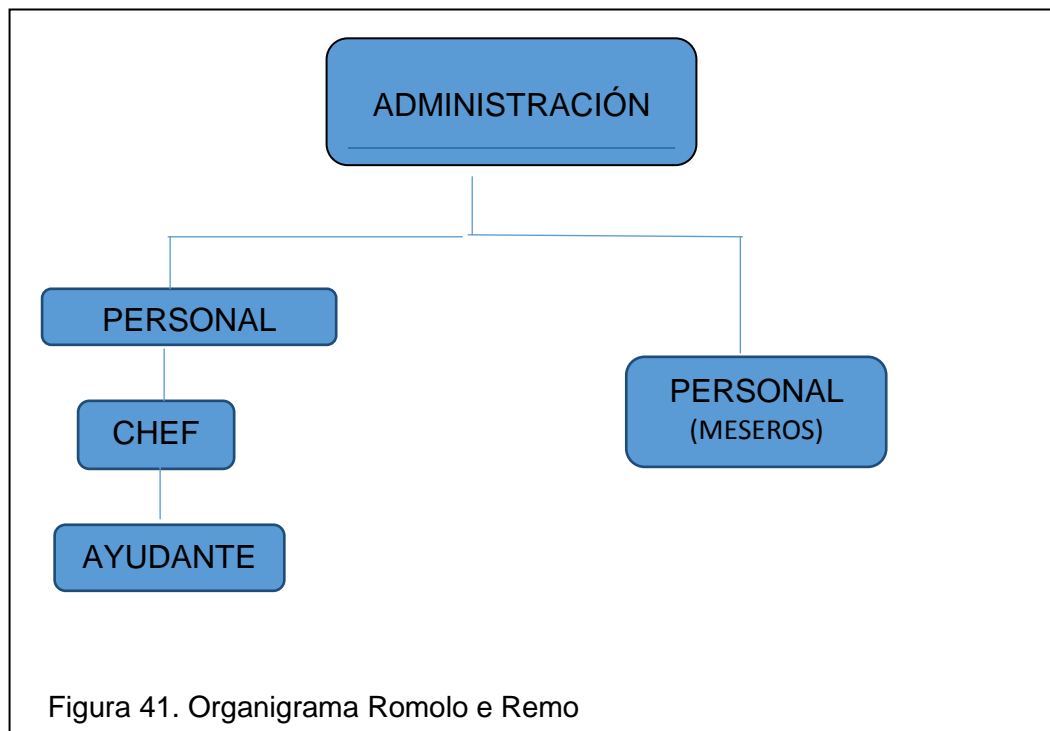 ADMINISTRACIÓN
PERSONAL
CHEF
AYUDANTE
PERSONAL
(MESEROS)
Figura 41. Organigrama Romolo e Remo